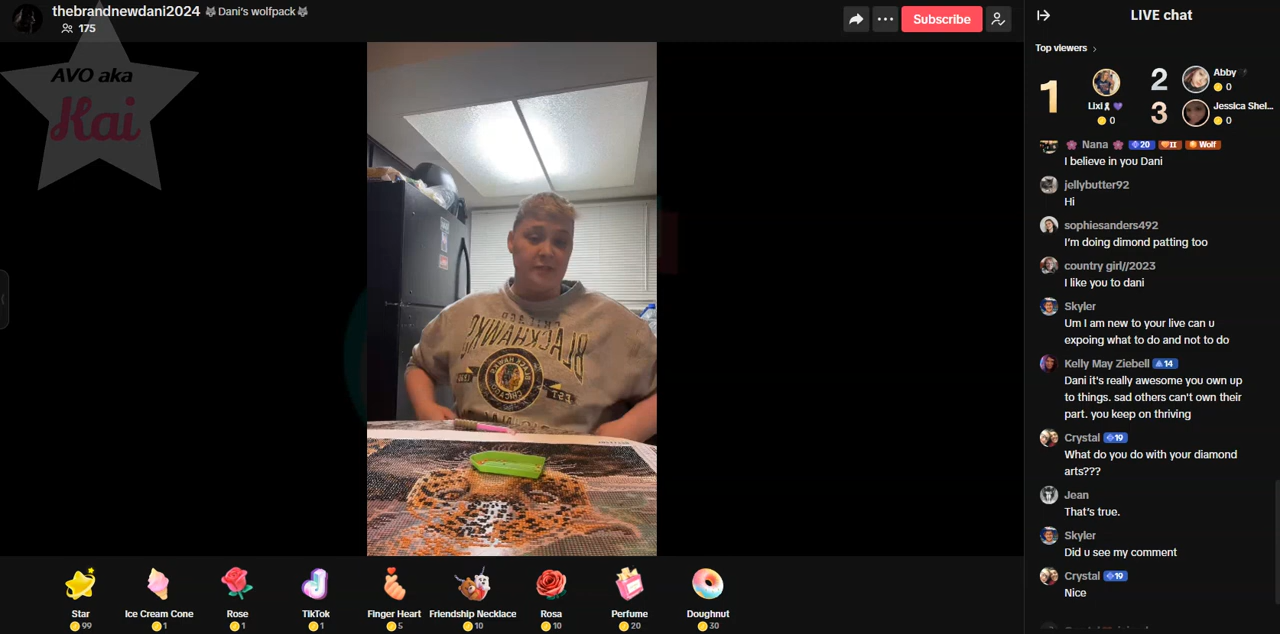 thebrandnewdani2024 🐺Dani's wolfpack🐺
175
Subscribe
AVO aka
Kai
CHICAGO
BLACKHAWKS
BLACK HAWKS
CHICAGO
EST
LIVE chat
Top viewers
1
Lixi🎗💜
0
2
Abby
0
3
Jessica Shel...
0
🌸 Nana 🌸 20 II Wolf
I believe in you Dani
jellybutter92
Hi
sophiesanders492
I'm doing dimond patting too
country girl//2023
I like you to dani
Skyler
Um I am new to your live can u
expoing what to do and not to do
Kelly May Ziebell 14
Dani it's really awesome you own up
to things. sad others can't own their
part. you keep on thriving
Crystal 19
What do you do with your diamond
arts???
Jean
That's true.
Skyler
Did u see my comment
Crystal 19
Nice
Star
99
Ice Cream Cone
1
Rose
1
TikTok
1
Finger Heart
5
Friendship Necklace
10
Rosa
10
Perfume
20
Doughnut
30